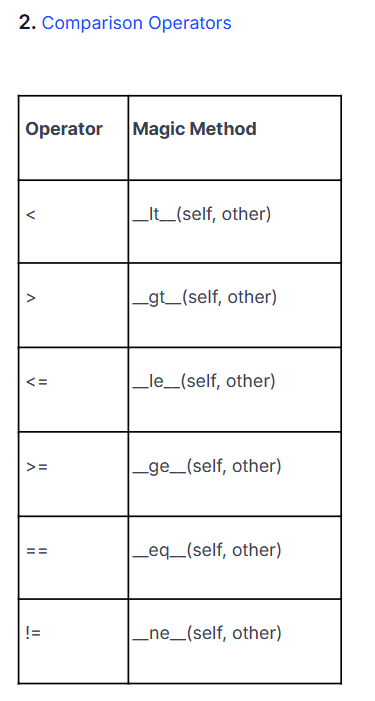 2. Comparison Operators
Operator Magic Method
< __lt__(self, other)
> __gt__(self, other)
<= __le__(self, other)
>= __ge__(self, other)
== __eq__(self, other)
!= __ne__(self, other)